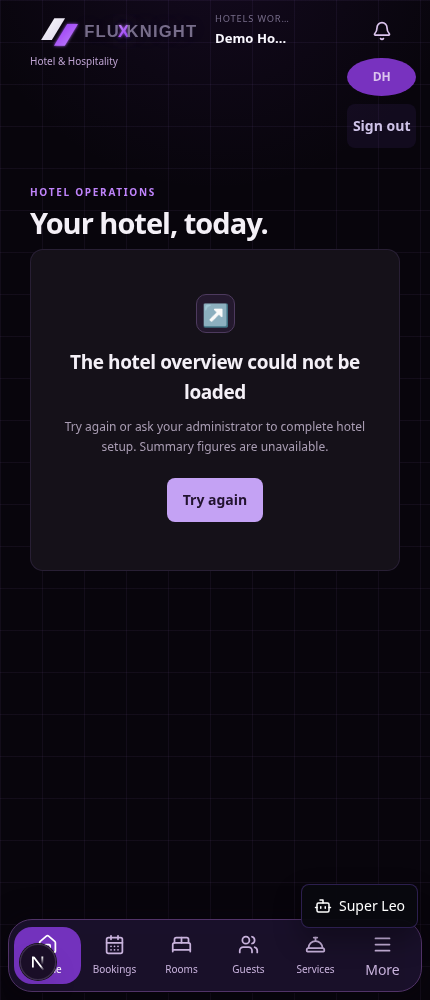 FLUXKNIGHT
Hotel & Hospitality
HOTELS WOR…
Demo Ho…
DH
Sign out
HOTEL OPERATIONS
Your hotel, today.
The hotel overview could not be
loaded
Try again or ask your administrator to complete hotel
setup. Summary figures are unavailable.
Try again
Super Leo
N
Bookings
Rooms
Guests
Services
More